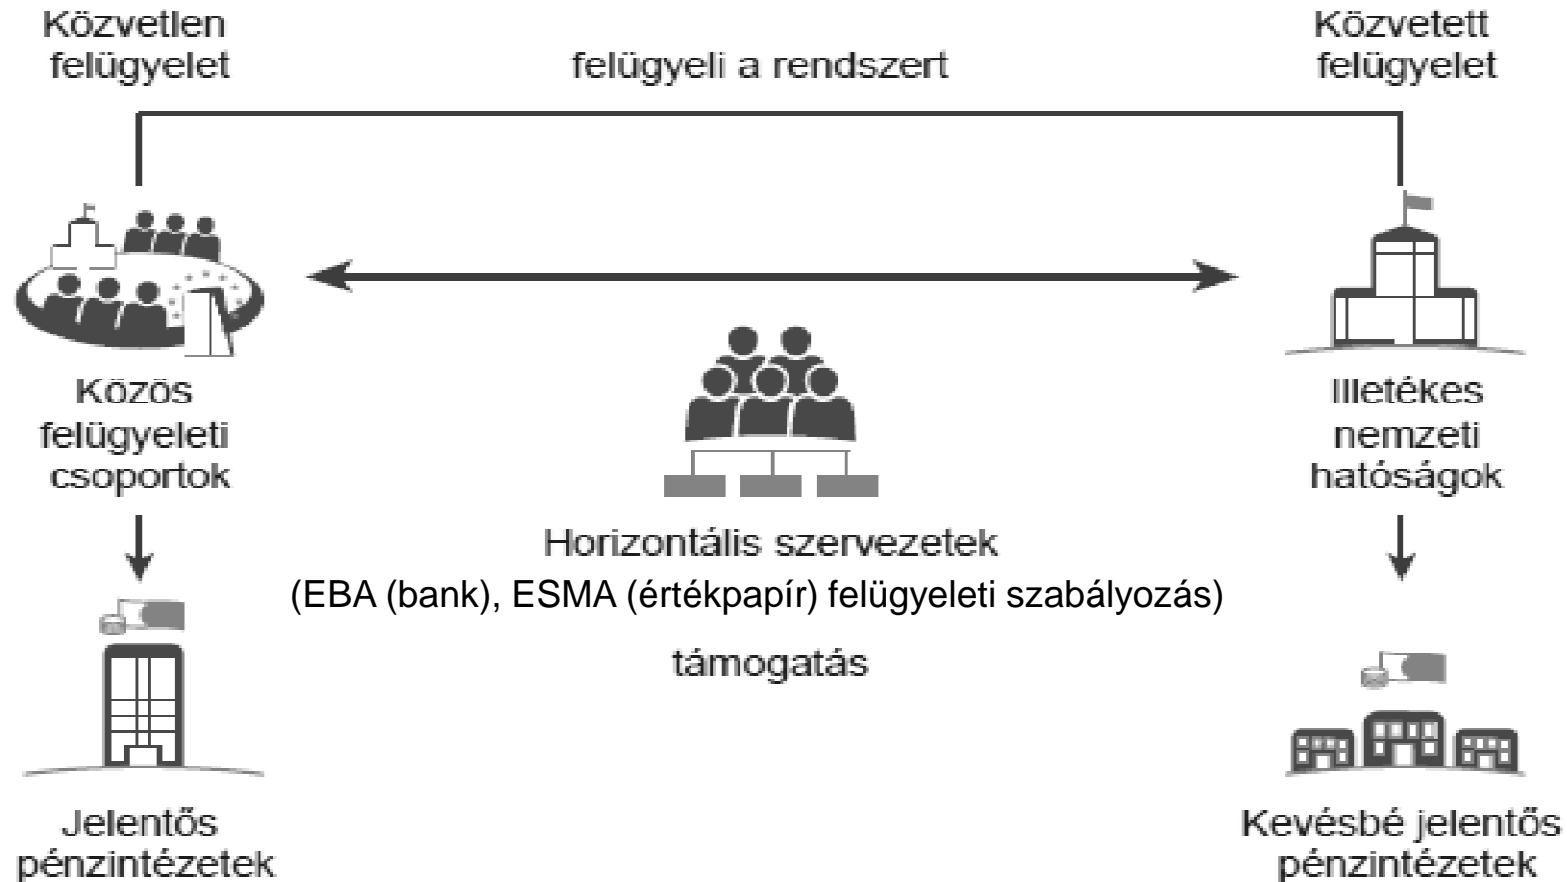 Közvetlen
felügyelet
felügyeli a rendszert
Közvetett
felügyelet
Közös
felügyeleti
csoportok
Illetékes
nemzeti
hatóságok
Horizontális szervezetek
(EBA (bank), ESMA (értékpapír) felügyeleti szabályozás)
támogatás
Jelentős
pénzintézetek
Kevésbé jelentős
pénzintézetek